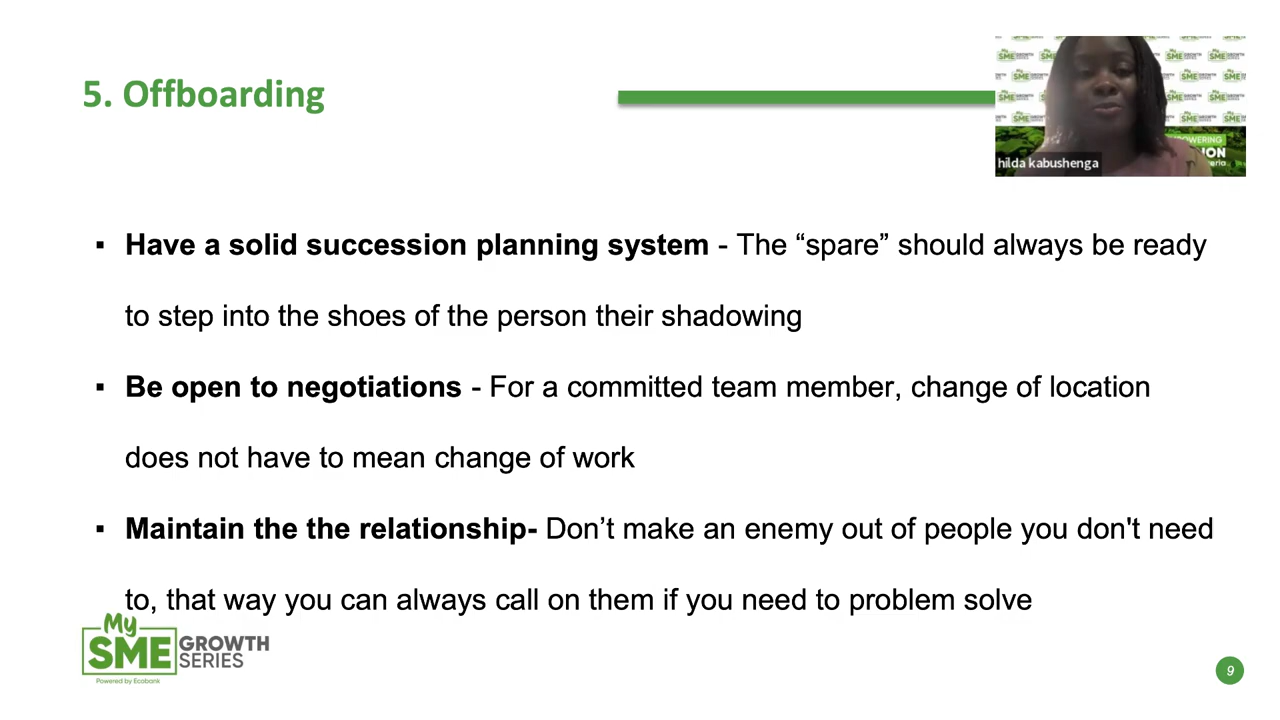 5. Offboarding
hilda kabushenga
▪ Have a solid succession planning system - The “spare” should always be ready
to step into the shoes of the person their shadowing
▪ Be open to negotiations - For a committed team member, change of location
does not have to mean change of work
▪ Maintain the the relationship- Don’t make an enemy out of people you don't need
to, that way you can always call on them if you need to problem solve
My
SME GROWTH
SERIES
Powered by Ecobank
9